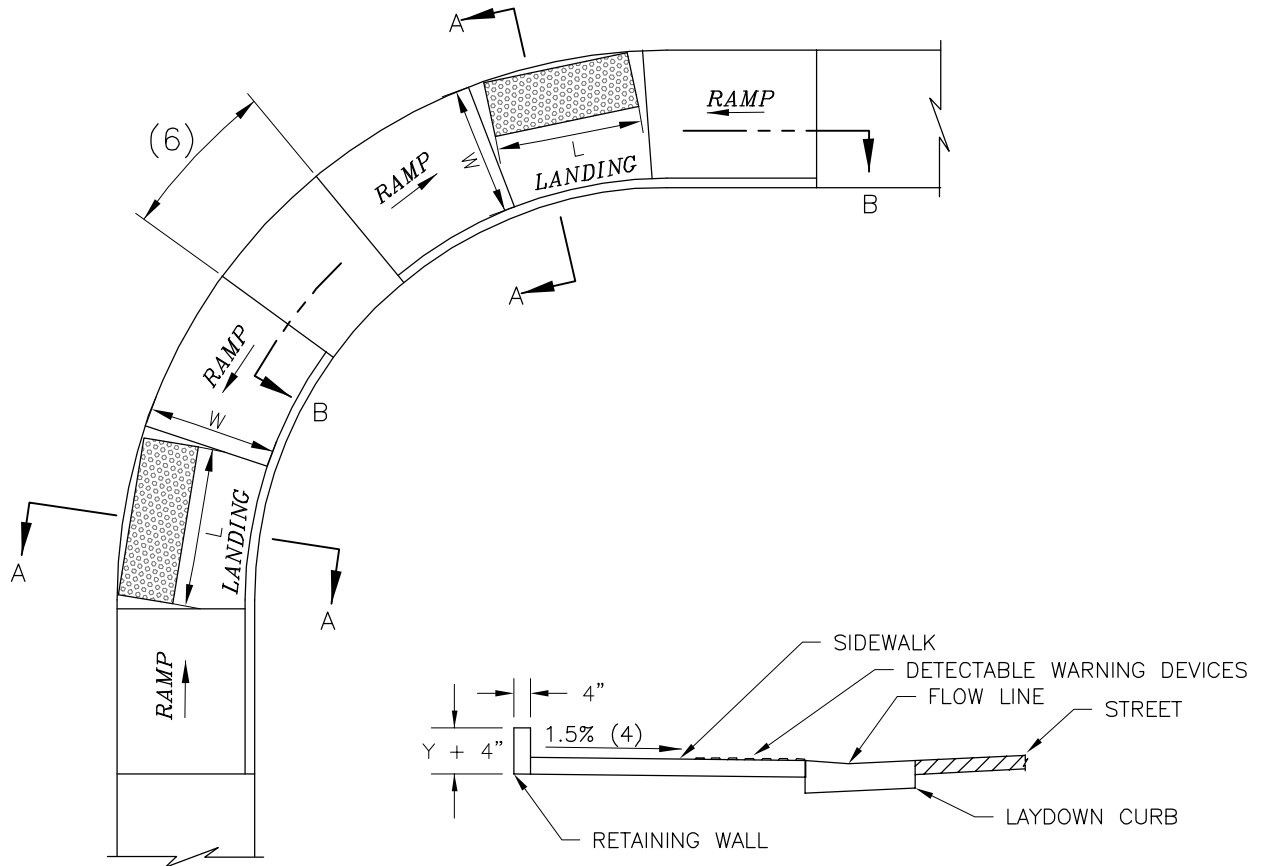 A
RAMP
(6)
RAMP
W
L
LANDING
B
A
RAMP
B
W
L
LANDING
A
A
RAMP
SIDEWALK
DETECTABLE WARNING DEVICES
FLOW LINE
STREET
4”
1.5% (4)
Y + 4”
LAYDOWN CURB
RETAINING WALL